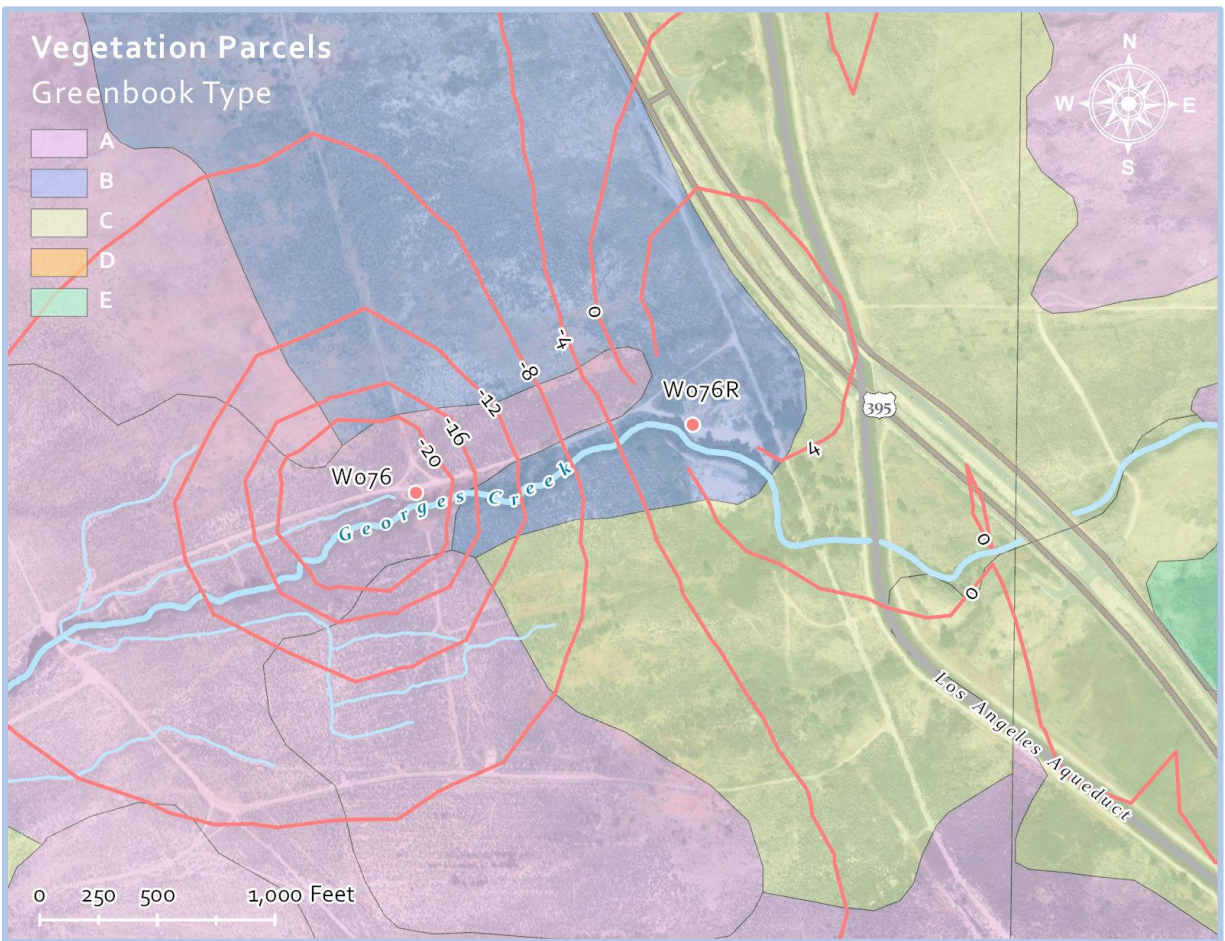 Vegetation Parcels
Greenbook Type
A
B
C
D
E
N
W E
S
0
-4
-8
-12
-16
-20
W076R
W076
Georges Creek
395
4
0
0
Los Angeles Aqueduct
0 250 500 1,000 Feet